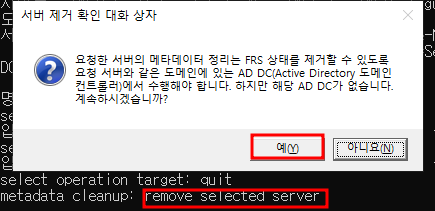 서버 제거 확인 대화 상자
요청한 서버의 메타데이터 정리는 FRS 상태를 제거할 수 있도록
요청 서버와 같은 도메인에 있는 AD DC(Active Directory 도메인
컨트롤러)에서 수행해야 합니다. 하지만 해당 AD DC가 없습니다.
계속하시겠습니까?
예(Y)
아니요(N)
select operation target: quit
metadata cleanup: remove selected server